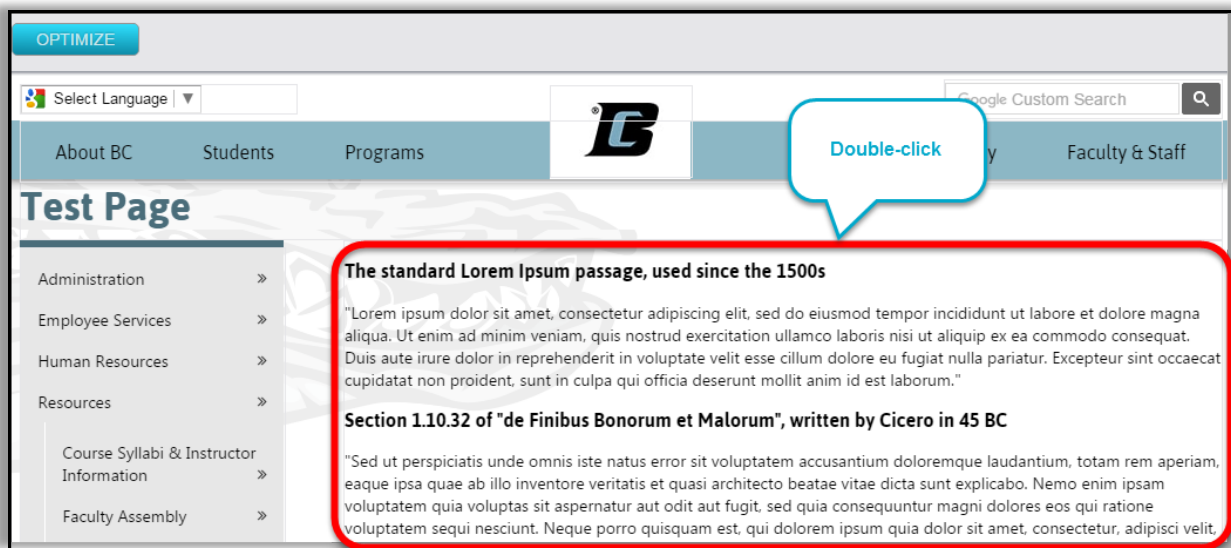 OPTIMIZE
Select Language ▼
Google Custom Search
About BC
Students
Programs
® BC
Double-click
y
Faculty & Staff
Test Page
Administration »
Employee Services »
Human Resources »
Resources »
Course Syllabi & Instructor
Information »
Faculty Assembly »
The standard Lorem Ipsum passage, used since the 1500s
"Lorem ipsum dolor sit amet, consectetur adipiscing elit, sed do eiusmod tempor incididunt ut labore et dolore magna
aliqua. Ut enim ad minim veniam, quis nostrud exercitation ullamco laboris nisi ut aliquip ex ea commodo consequat.
Duis aute irure dolor in reprehenderit in voluptate velit esse cillum dolore eu fugiat nulla pariatur. Excepteur sint occaecat
cupidatat non proident, sunt in culpa qui officia deserunt mollit anim id est laborum."
Section 1.10.32 of "de Finibus Bonorum et Malorum", written by Cicero in 45 BC
"Sed ut perspiciatis unde omnis iste natus error sit voluptatem accusantium doloremque laudantium, totam rem aperiam,
eaque ipsa quae ab illo inventore veritatis et quasi architecto beatae vitae dicta sunt explicabo. Nemo enim ipsam
voluptatem quia voluptas sit aspernatur aut odit aut fugit, sed quia consequuntur magni dolores eos qui ratione
voluptatem sequi nesciunt. Neque porro quisquam est, qui dolorem ipsum quia dolor sit amet, consectetur, adipisci velit,